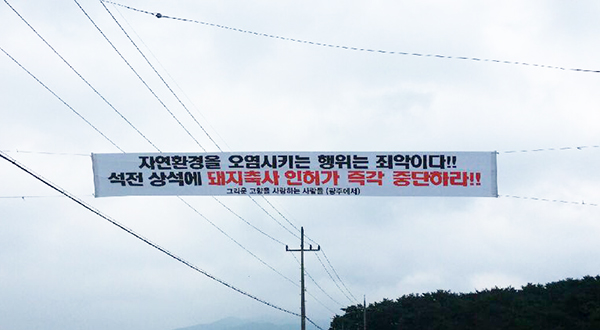 자연환경을 오염시키는 행위는 죄악이다!!
석전 상석에 돼지축사 인허가 즉각 중단하라!!
그리운 고향을 사랑하는 사람들 (광주에서)